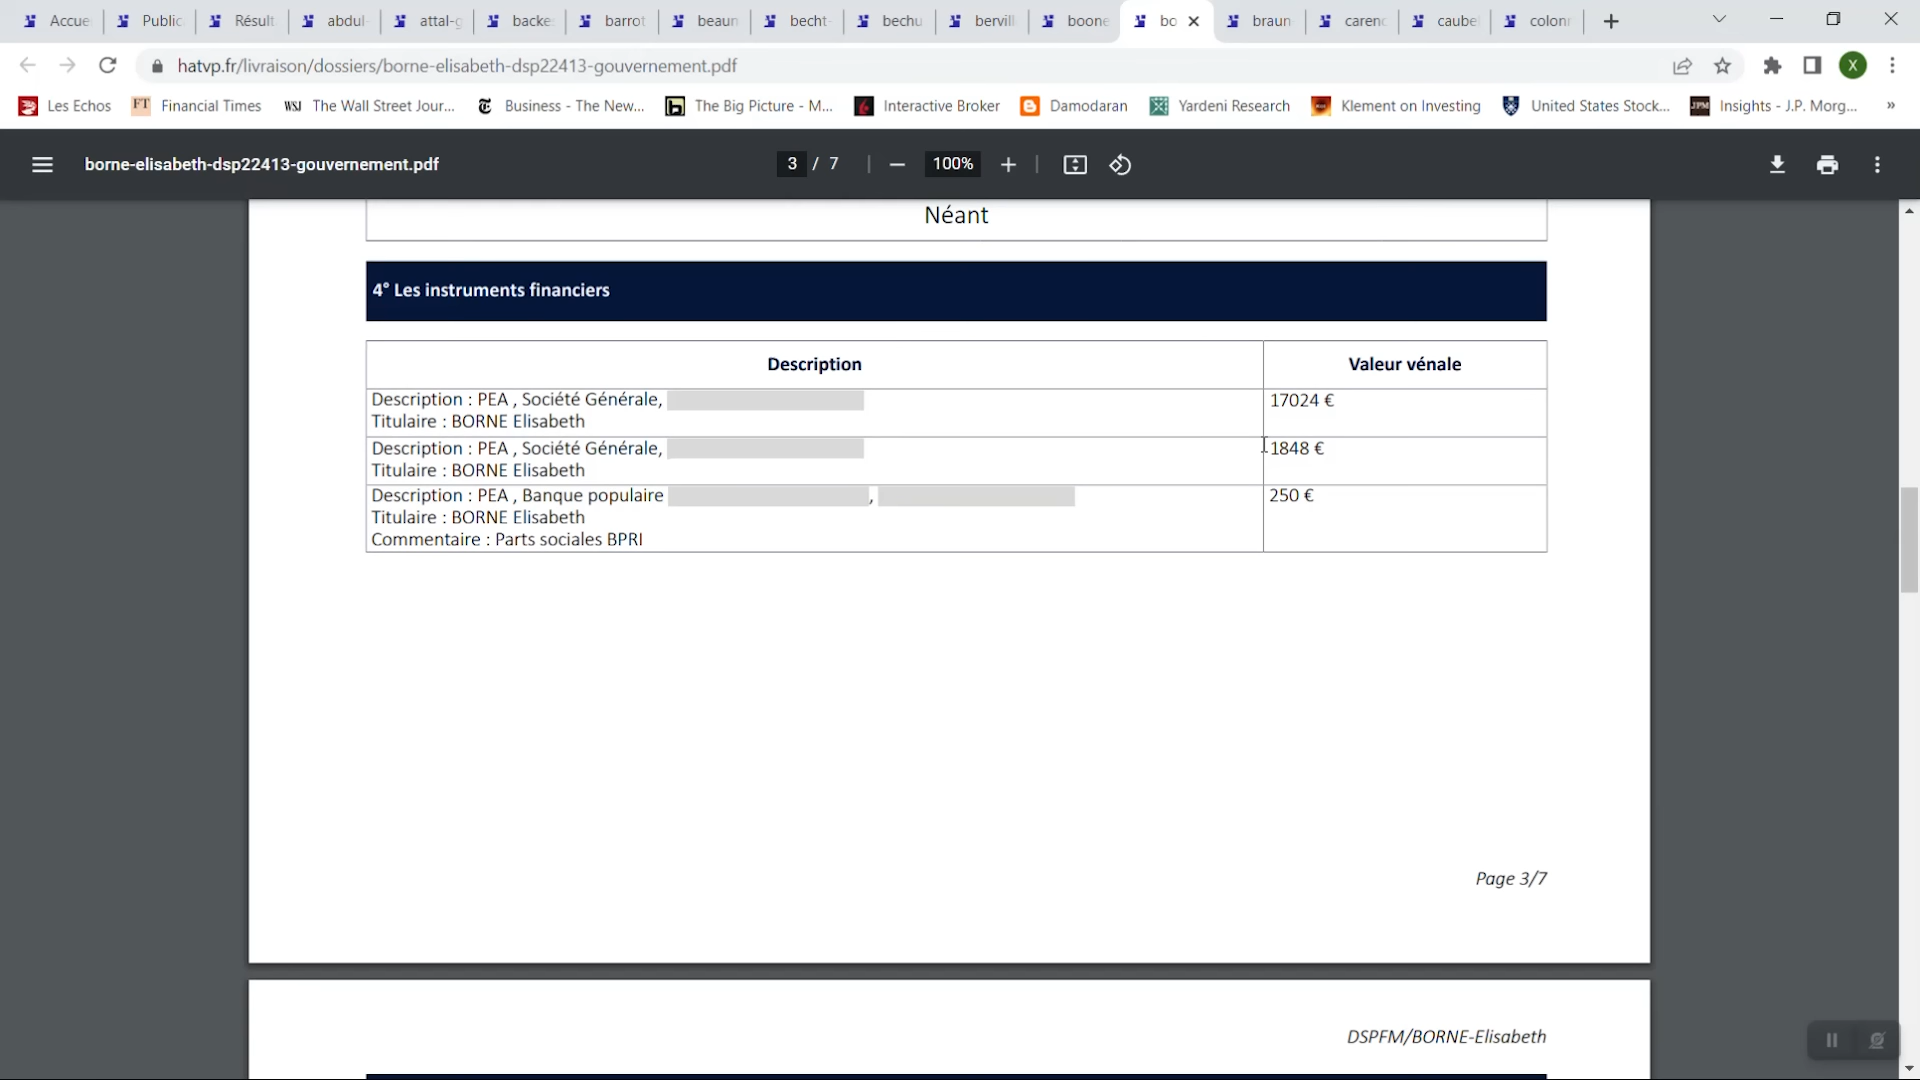 Accue Public Résult abdul- attal-g backe barrot beaun becht- bechu bervill boone bo braun carenc caube colonn
hatvp.fr/livraison/dossiers/borne-elisabeth-dsp22413-gouvernement.pdf
X
Les Echos FT Financial Times WSJ The Wall Street Jour... Business - The New... The Big Picture - M... Interactive Broker Damodaran Yardeni Research Klement on Investing United States Stock... JPM Insights - J.P. Morg... »
borne-elisabeth-dsp22413-gouvernement.pdf 3 / 7 100%
Néant
4° Les instruments financiers
Description Valeur vénale
Description : PEA , Société Générale, 17024 €
Titulaire : BORNE Elisabeth
Description : PEA , Société Générale, 1848 €
Titulaire : BORNE Elisabeth
Description : PEA , Banque populaire , 250 €
Titulaire : BORNE Elisabeth
Commentaire : Parts sociales BPRI
Page 3/7
DSPFM/BORNE-Elisabeth